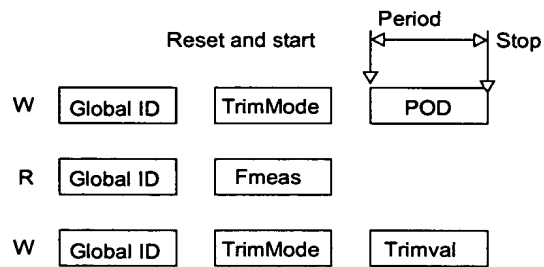 Period
Reset and start Stop
W Global ID TrimMode POD
R Global ID Fmeas
W Global ID TrimMode Trimval